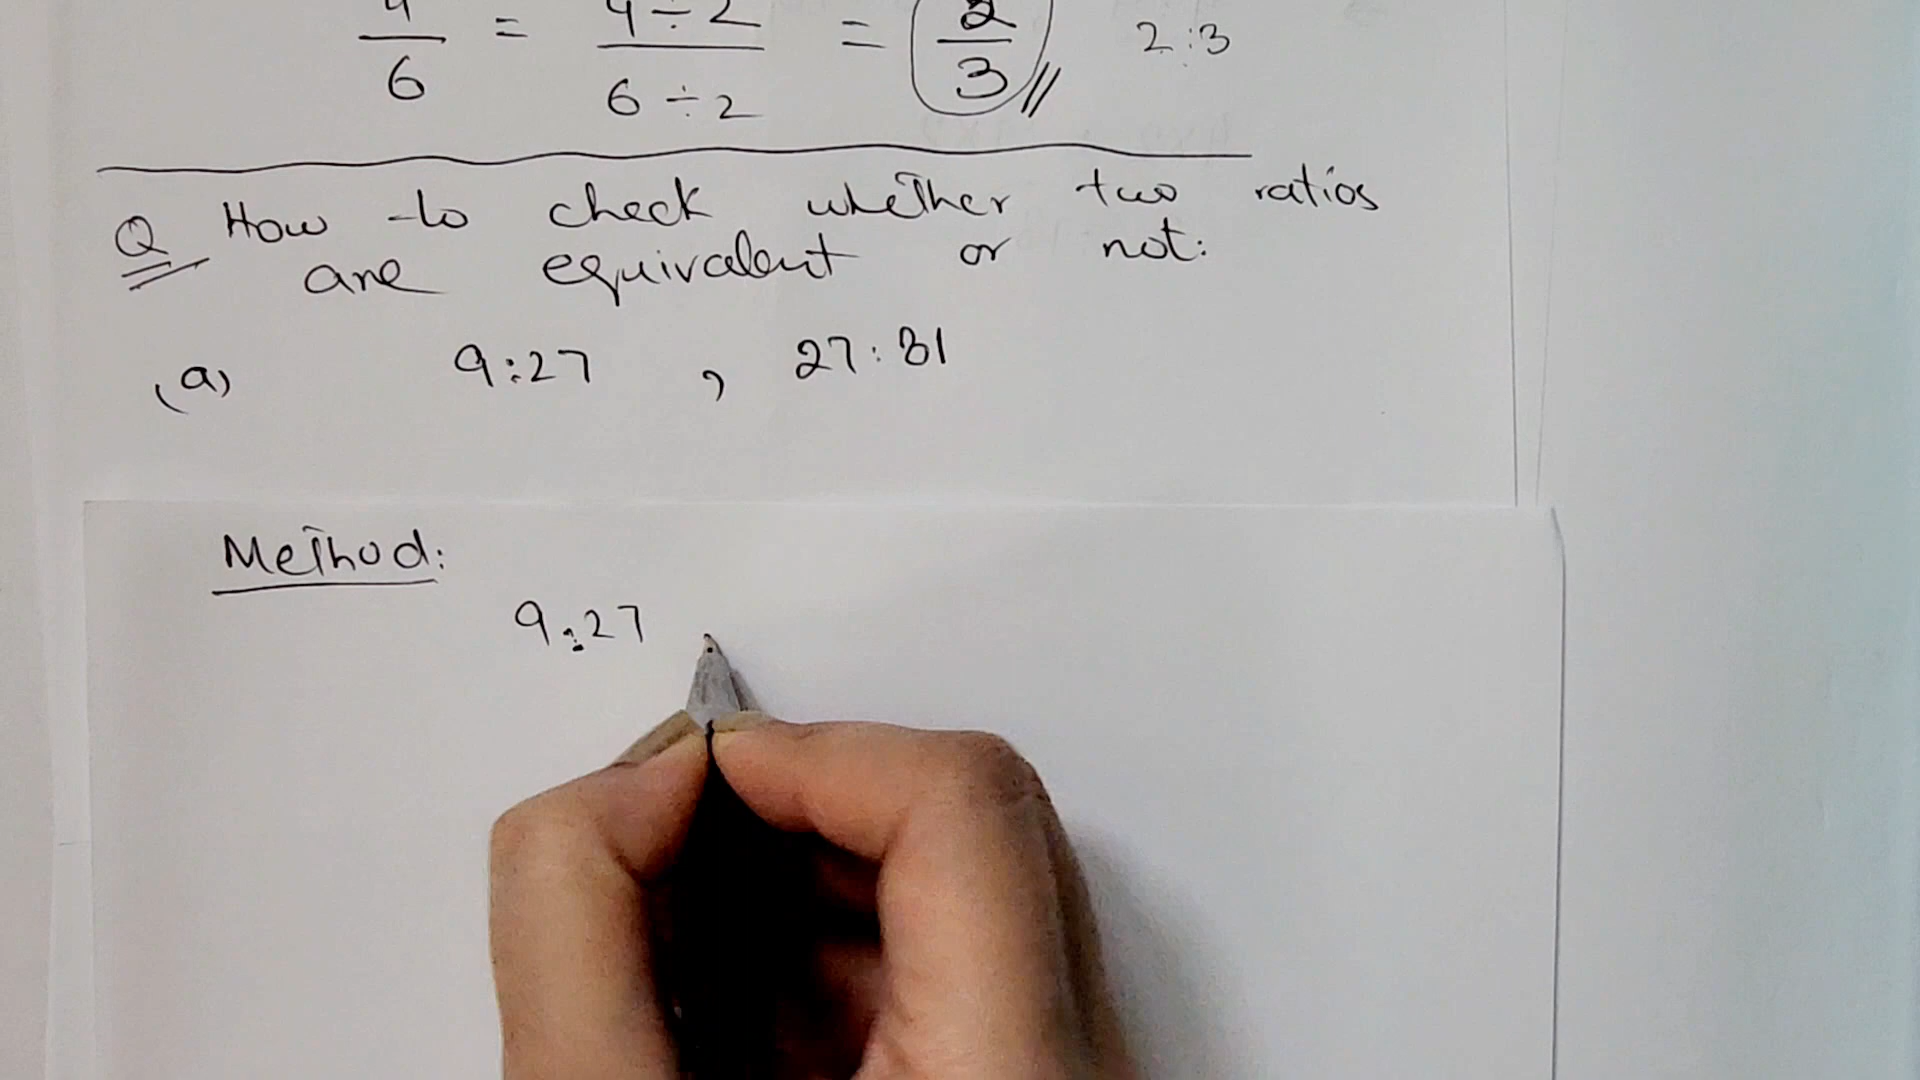 4/6 = 4÷2/6÷2 = 2/3 2:3
Q How to check whether two ratios
are equivalent or not:
(a) 9:27 , 27:81
Method:
9:27